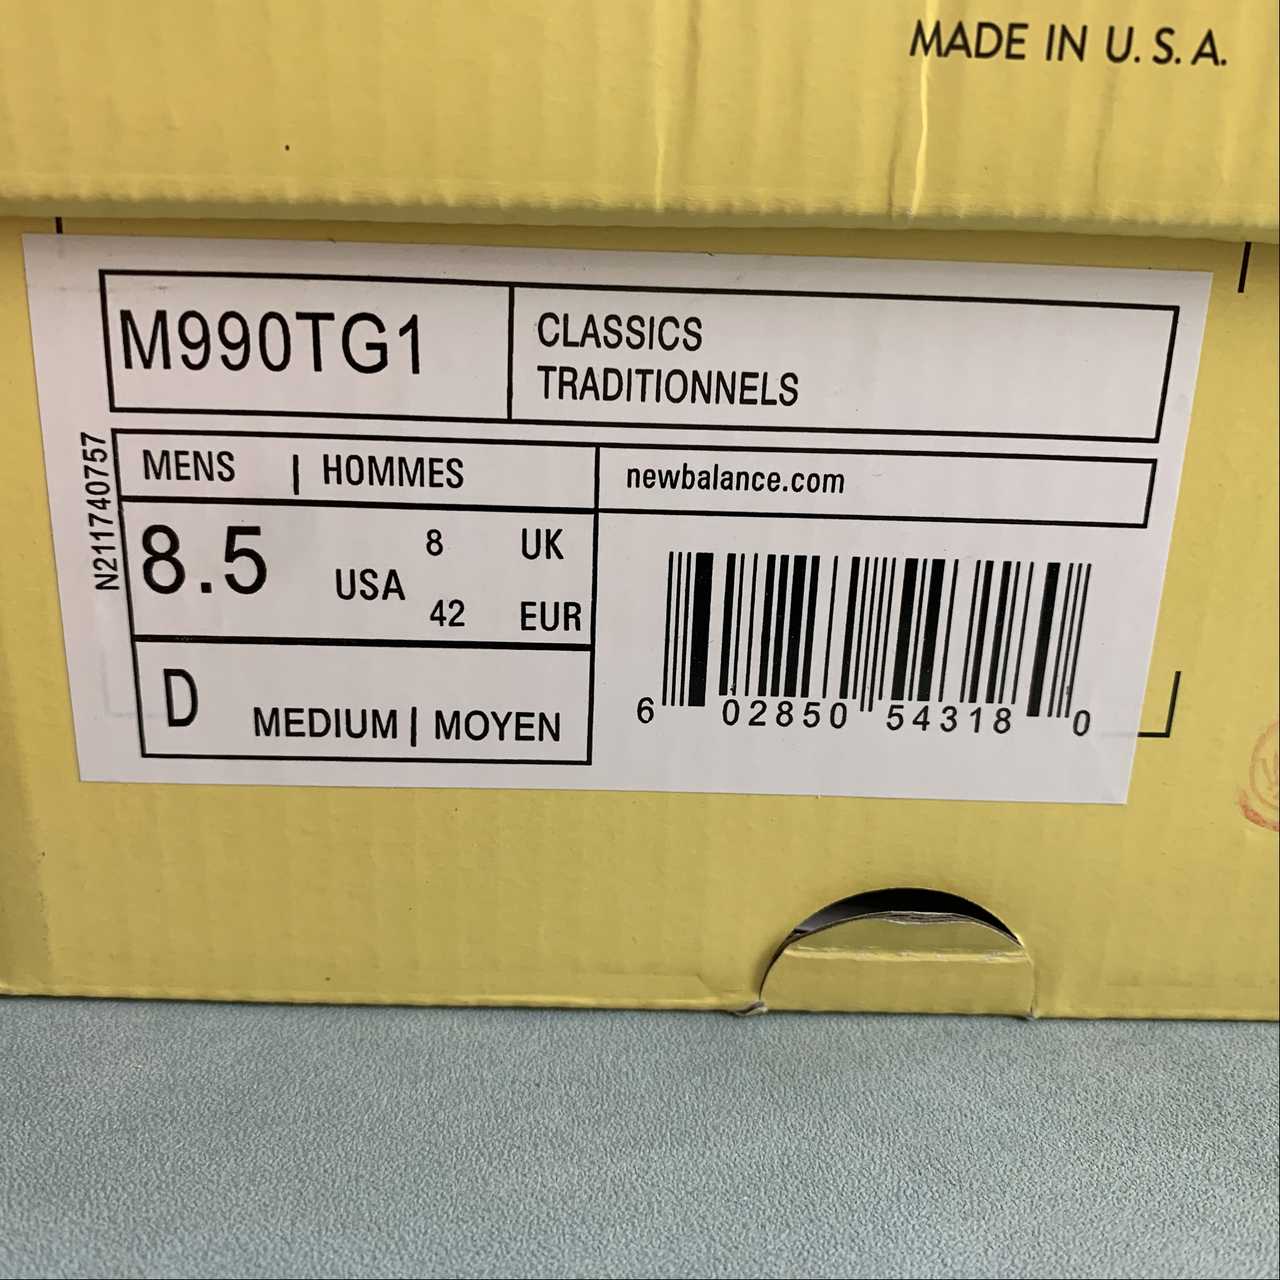 MADE IN U.S.A.
M990TG1
CLASSICS
TRADITIONNELS
N211740757
MENS | HOMMES
newbalance.com
8.5 USA
8 UK
42 EUR
D MEDIUM | MOYEN
6 02850 54318 0